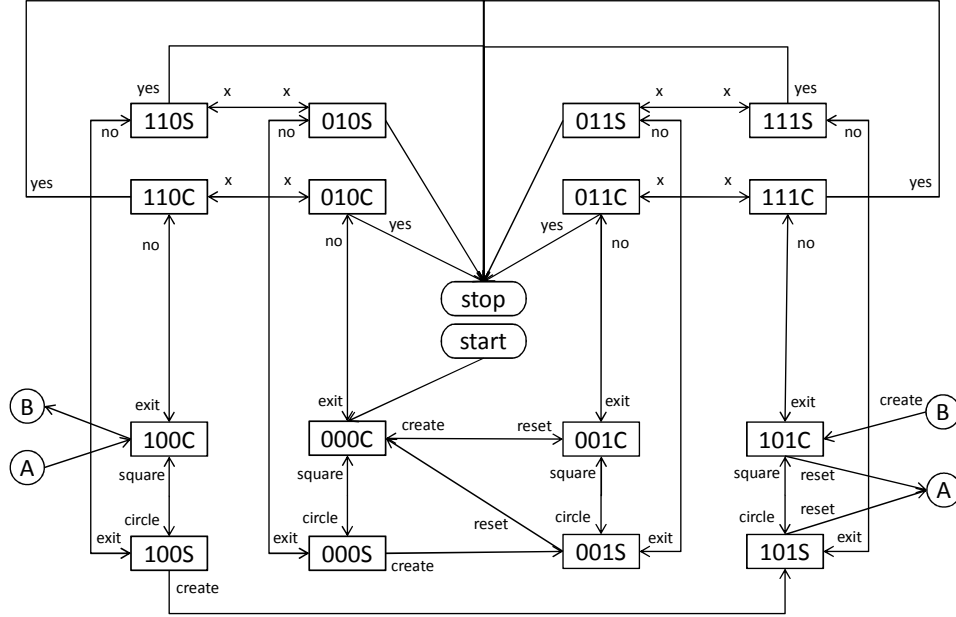 yes
x
x
x
x
yes
110S
010S
011S
111S
no
no
no
no
yes
x
x
x
x
yes
110C
010C
011C
111C
yes
yes
no
no
no
no
stop
start
exit
exit
exit
exit
create
B
B
100C
000C
create
reset
001C
101C
A
square
square
square
square
reset
A
reset
circle
circle
reset
circle
circle
exit
exit
exit
exit
100S
000S
create
001S
101S
create